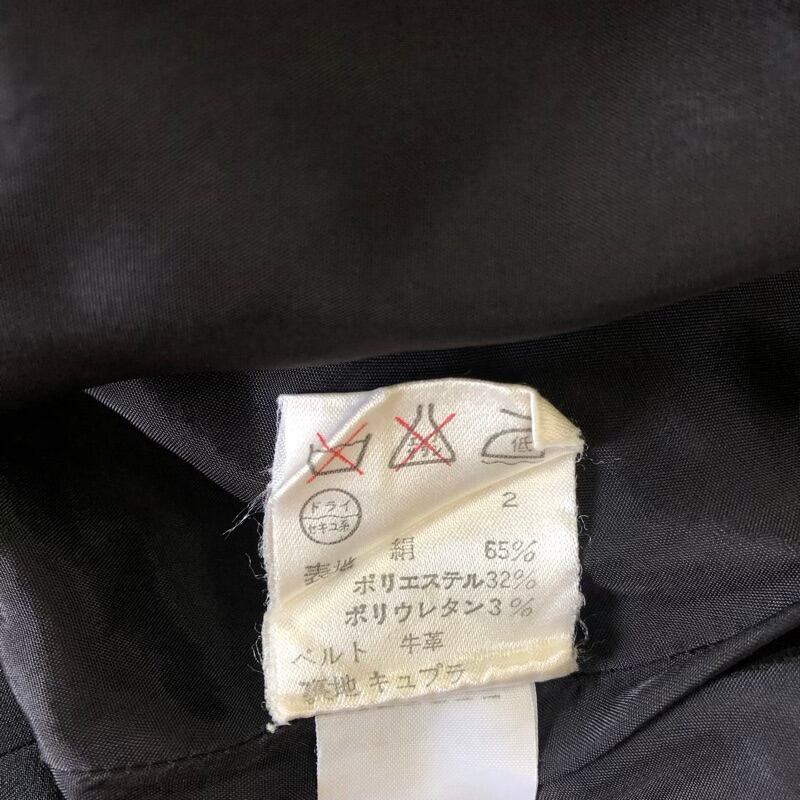 低
ドライ
セキユ系
2
表地 絹 65%
ポリエステル32%
ポリウレタン3%
ベルト 牛革
裏地 キュプラ